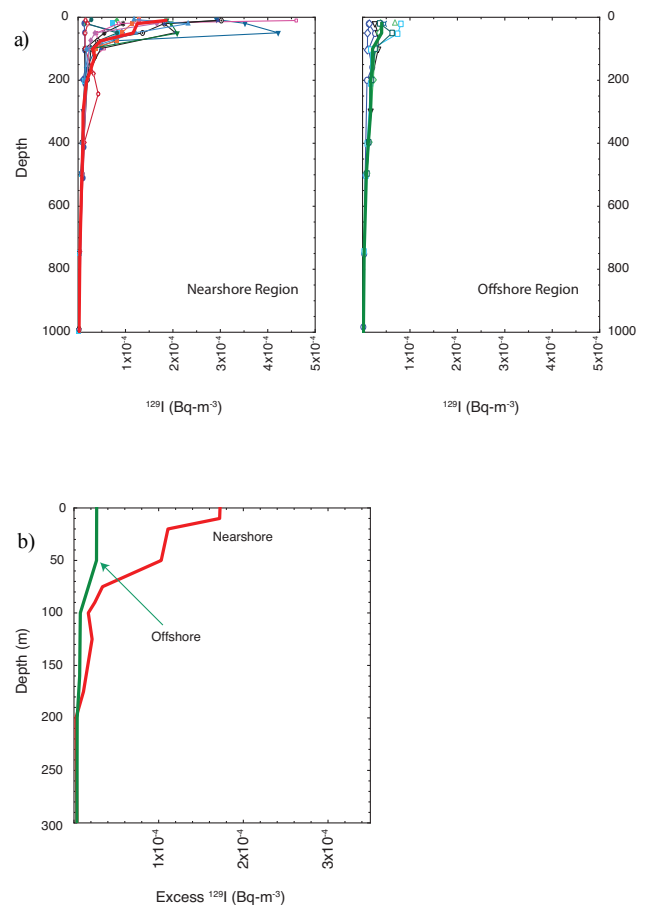 a)
0
200
400
600
800
1000
Depth
Nearshore Region
1x10⁻⁴
2x10⁻⁴
3x10⁻⁴
4x10⁻⁴
5x10⁻⁴
¹²⁹I (Bq-m⁻³)
0
200
400
600
800
1000
Offshore Region
1x10⁻⁴
2x10⁻⁴
3x10⁻⁴
4x10⁻⁴
5x10⁻⁴
¹²⁹I (Bq-m⁻³)
b)
0
50
100
150
200
250
300
Depth (m)
Nearshore
Offshore
1x10⁻⁴
2x10⁻⁴
3x10⁻⁴
Excess ¹²⁹I (Bq-m⁻³)